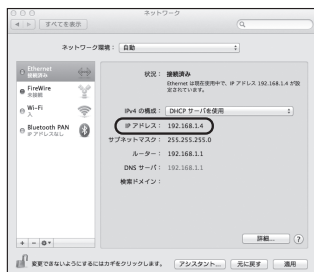 ネットワーク
すべてを表示
ネットワーク環境： 自動
Ethernet
接続済み
FireWire
未接続
Wi-Fi
入
Bluetooth PAN
IP アドレスなし
状況： 接続済み
Ethernet は現在使用中で、IP アドレス 192.168.1.4 が設定されています。
IPv4 の構成： DHCP サーバを使用
IP アドレス： 192.168.1.4
サブネットマスク： 255.255.255.0
ルーター： 192.168.1.1
DNS サーバ： 192.168.1.1
検索ドメイン：
詳細... ?
変更できないようにするにはカギをクリックします。 アシスタント... 元に戻す 適用